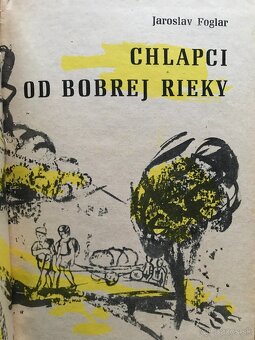 Jaroslav Foglar
CHLAPCI
OD BOBREJ RIEKY